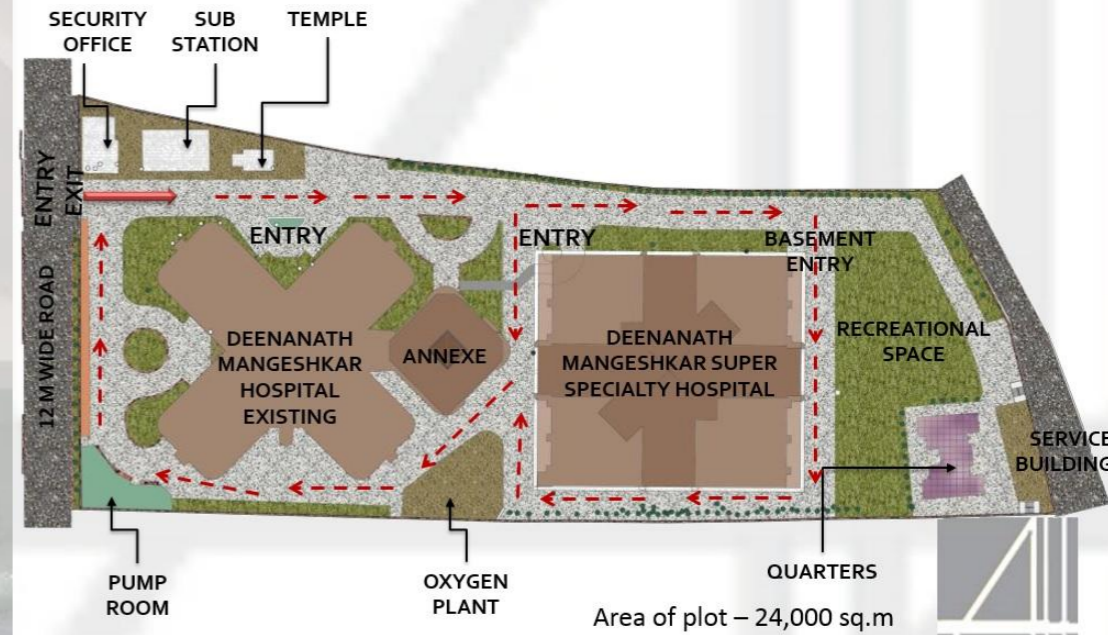 SECURITY
OFFICE
SUB
STATION
TEMPLE
ENTRY
EXIT
12 M WIDE ROAD
ENTRY
ENTRY
BASEMENT
ENTRY
DEENANATH
MANGESHKAR
HOSPITAL
EXISTING
ANNEXE
DEENANATH
MANGESHKAR SUPER
SPECIALTY HOSPITAL
RECREATIONAL
SPACE
SERVICE
BUILDING
PUMP
ROOM
OXYGEN
PLANT
QUARTERS
Area of plot – 24,000 sq.m